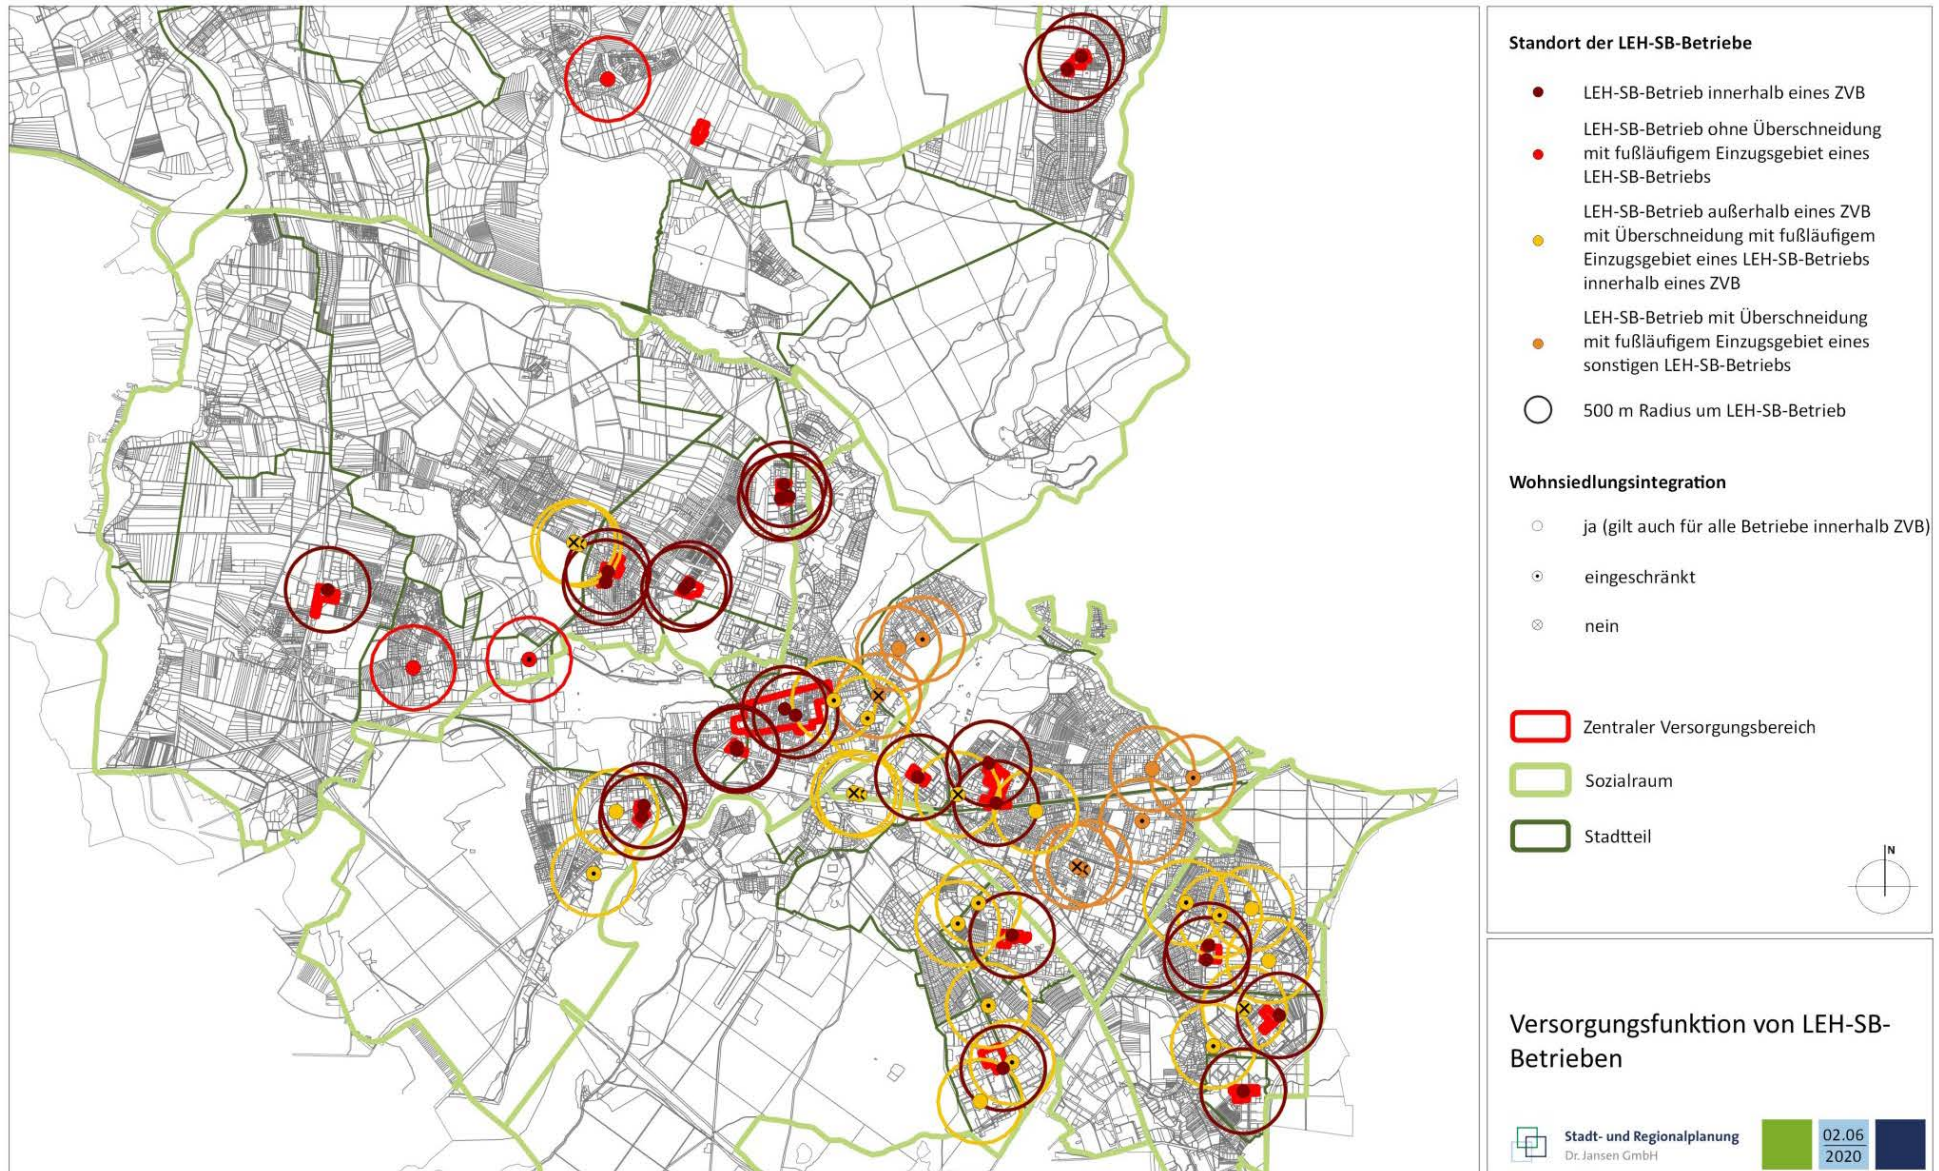 Standort der LEH-SB-Betriebe
LEH-SB-Betrieb innerhalb eines ZVB
LEH-SB-Betrieb ohne Überschneidung
mit fußläufigem Einzugsgebiet eines
LEH-SB-Betriebs
LEH-SB-Betrieb außerhalb eines ZVB
mit Überschneidung mit fußläufigem
Einzugsgebiet eines LEH-SB-Betriebs
innerhalb eines ZVB
LEH-SB-Betrieb mit Überschneidung
mit fußläufigem Einzugsgebiet eines
sonstigen LEH-SB-Betriebs
500 m Radius um LEH-SB-Betrieb
Wohnsiedlungsintegration
ja (gilt auch für alle Betriebe innerhalb ZVB)
eingeschränkt
nein
Zentraler Versorgungsbereich
Sozialraum
Stadtteil
N
Versorgungsfunktion von LEH-SB-
Betrieben
Stadt- und Regionalplanung
Dr. Jansen GmbH
02.06
2020